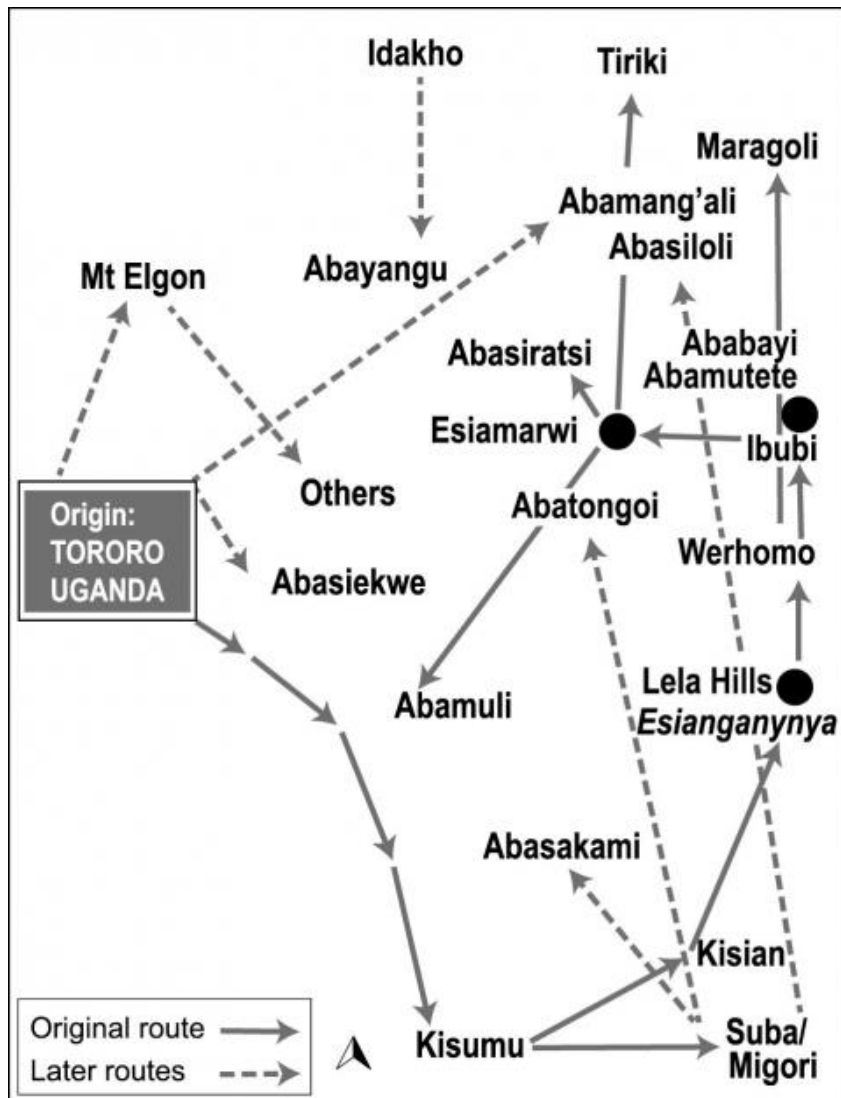 Idakho
Tiriki
Maragoli
Abamang’ali
Abasiloli
Abayangu
Mt Elgon
Abasiratsi
Ababayi
Abamutete
Esiamarwi
Ibubi
Others
Abatongoi
Origin:
TORORO
UGANDA
Werhomo
Abasiekwe
Lela Hills
Esianganynya
Abamuli
Abasakami
Kisian
Kisumu
Suba/
Migori
Original route
Later routes